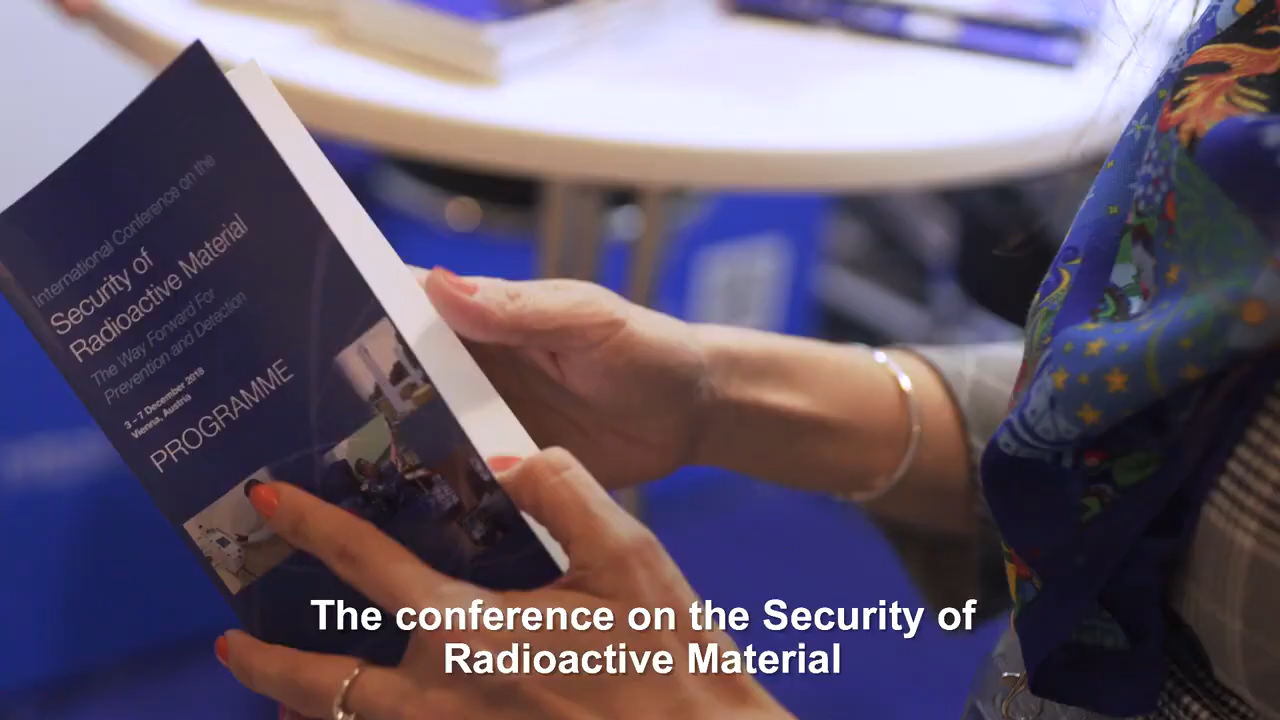 International Conference on the
Security of
Radioactive Material
The Way Forward For
Prevention and Detection
3 – 7 December 2018
Vienna, Austria
PROGRAMME
The conference on the Security of
Radioactive Material